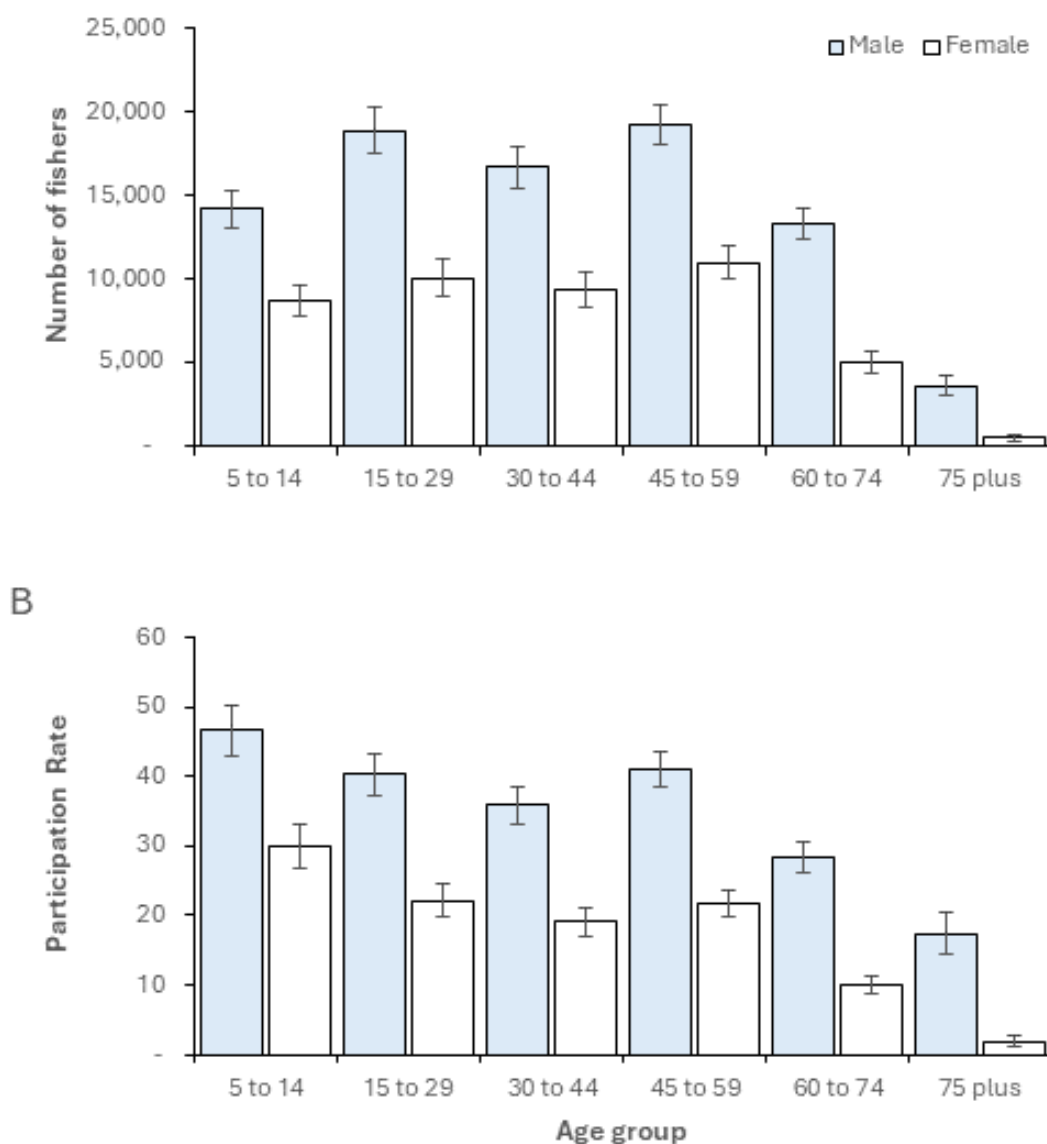 25,000
Male Female
20,000
15,000
10,000
5,000
-
Number of fishers
5 to 14 15 to 29 30 to 44 45 to 59 60 to 74 75 plus
B
60
50
40
30
20
10
-
Participation Rate
5 to 14 15 to 29 30 to 44 45 to 59 60 to 74 75 plus
Age group